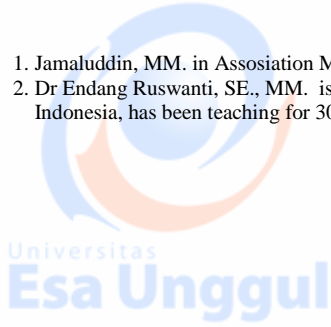 1. Jamaluddin, MM. in Assosiation M
2. Dr Endang Ruswanti, SE., MM. is
Indonesia, has been teaching for 30
Universitas
Esa Unggul